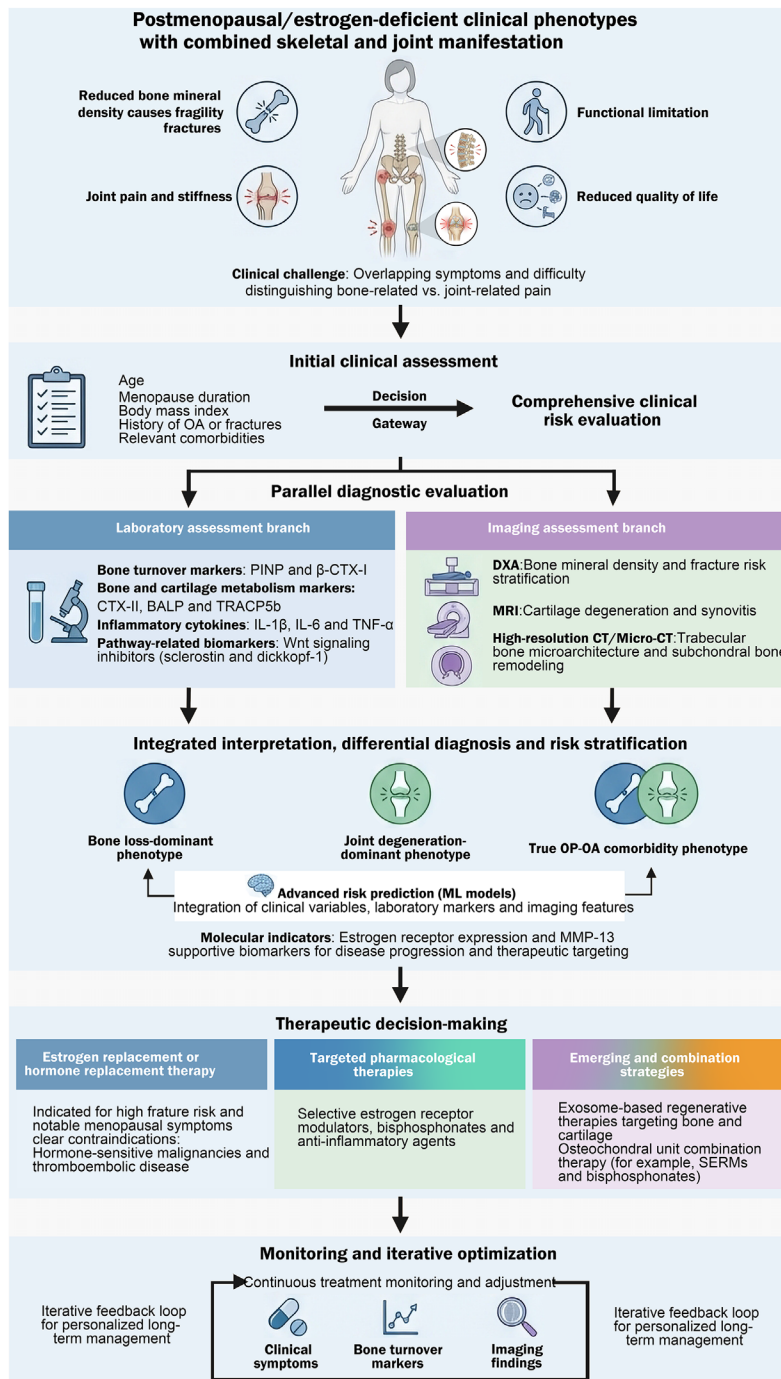 Postmenopausal/estrogen-deficient clinical phenotypes
with combined skeletal and joint manifestation
Reduced bone mineral
density causes fragility
fractures
Functional limitation
Joint pain and stiffness
Reduced quality of life
Clinical challenge: Overlapping symptoms and difficulty
distinguishing bone-related vs. joint-related pain
Initial clinical assessment
Age
Menopause duration
Body mass index
History of OA or fractures
Relevant comorbidities
Decision
Gateway
Comprehensive clinical
risk evaluation
Parallel diagnostic evaluation
Laboratory assessment branch
Bone turnover markers: PINP and β-CTX-I
Bone and cartilage metabolism markers:
CTX-II, BALP and TRACP5b
Inflammatory cytokines: IL-1β, IL-6 and TNF-α
Pathway-related biomarkers: Wnt signaling
inhibitors (sclerostin and dickkopf-1)
Imaging assessment branch
DXA:Bone mineral density and fracture risk
stratification
MRI:Cartilage degeneration and synovitis
High-resolution CT/Micro-CT:Trabecular
bone microarchitecture and subchondral bone
remodeling
Integrated interpretation, differential diagnosis and risk stratification
Bone loss-dominant
phenotype
Joint degeneration-
dominant phenotype
True OP-OA comorbidity phenotype
Advanced risk prediction (ML models)
Integration of clinical variables, laboratory markers and imaging features
Molecular indicators: Estrogen receptor expression and MMP-13
supportive biomarkers for disease progression and therapeutic targeting
Therapeutic decision-making
Estrogen replacement or
hormone replacement therapy
Indicated for high frature risk and
notable menopausal symptoms
clear contraindications:
Hormone-sensitive malignancies and
thromboembolic disease
Targeted pharmacological
therapies
Selective estrogen receptor
modulators, bisphosphonates and
anti-inflammatory agents
Emerging and combination
strategies
Exosome-based regenerative
therapies targeting bone and
cartilage
Osteochondral unit combination
therapy (for example, SERMs
and bisphosphonates)
Monitoring and iterative optimization
Continuous treatment monitoring and adjustment
Iterative feedback loop
for personalized long-
term management
Clinical
symptoms
Bone turnover
markers
Imaging
findings
Iterative feedback loop
for personalized long-
term management